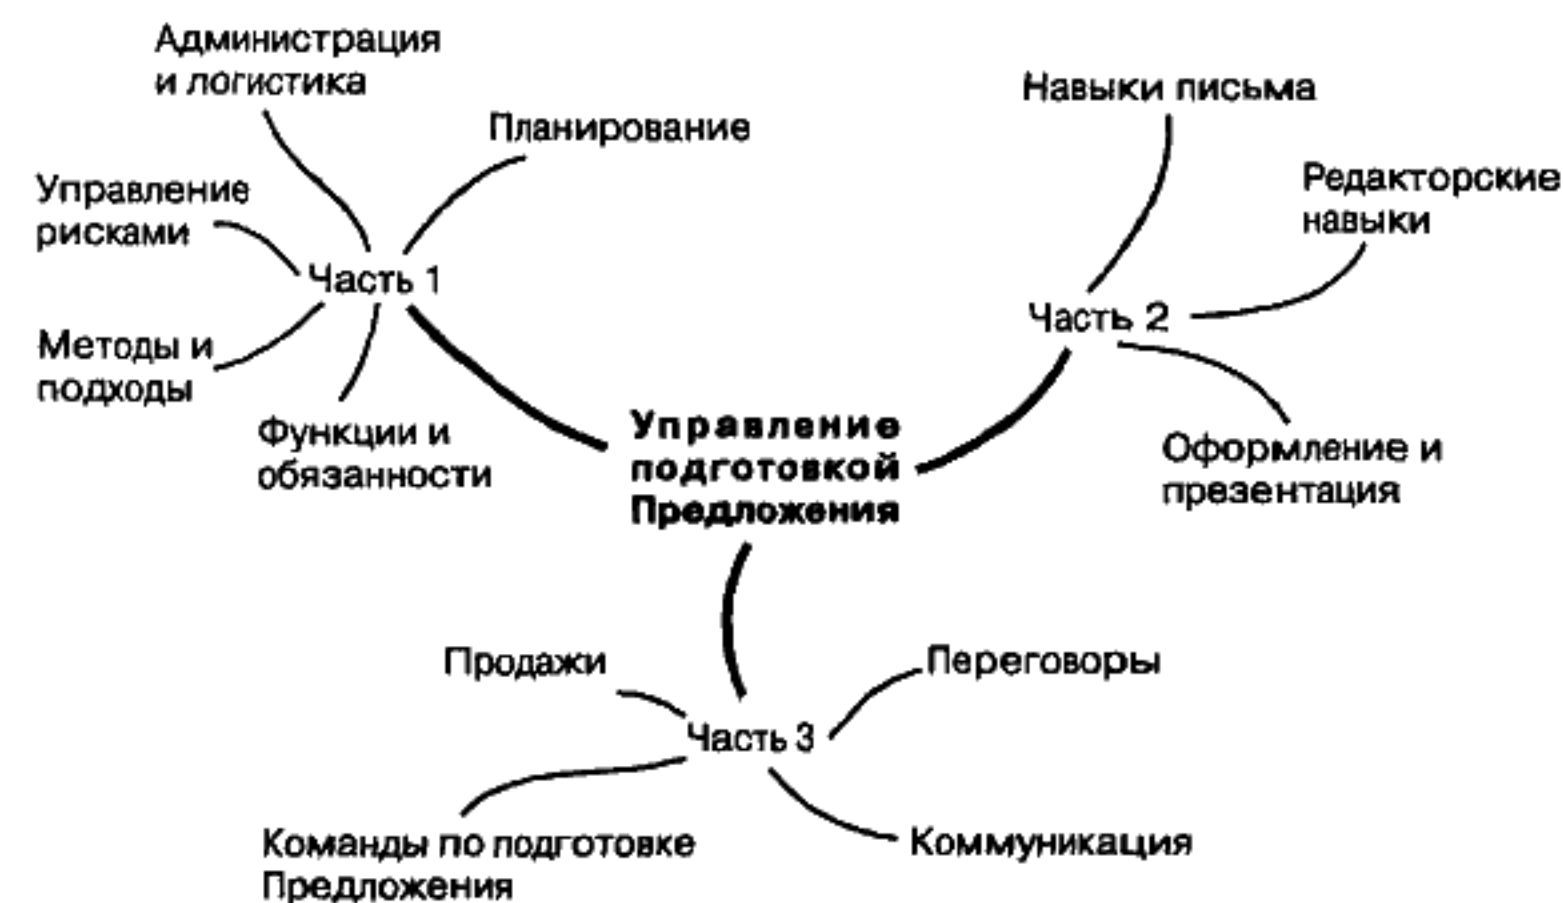 Администрация
и логистика
Планирование
Управление
рисками
Часть 1
Методы и
подходы
Функции и
обязанности
Навыки письма
Редакторские
навыки
Часть 2
Оформление и
презентация
Управление
подготовкой
Предложения
Продажи
Переговоры
Часть 3
Команды по подготовке
Предложения
Коммуникация